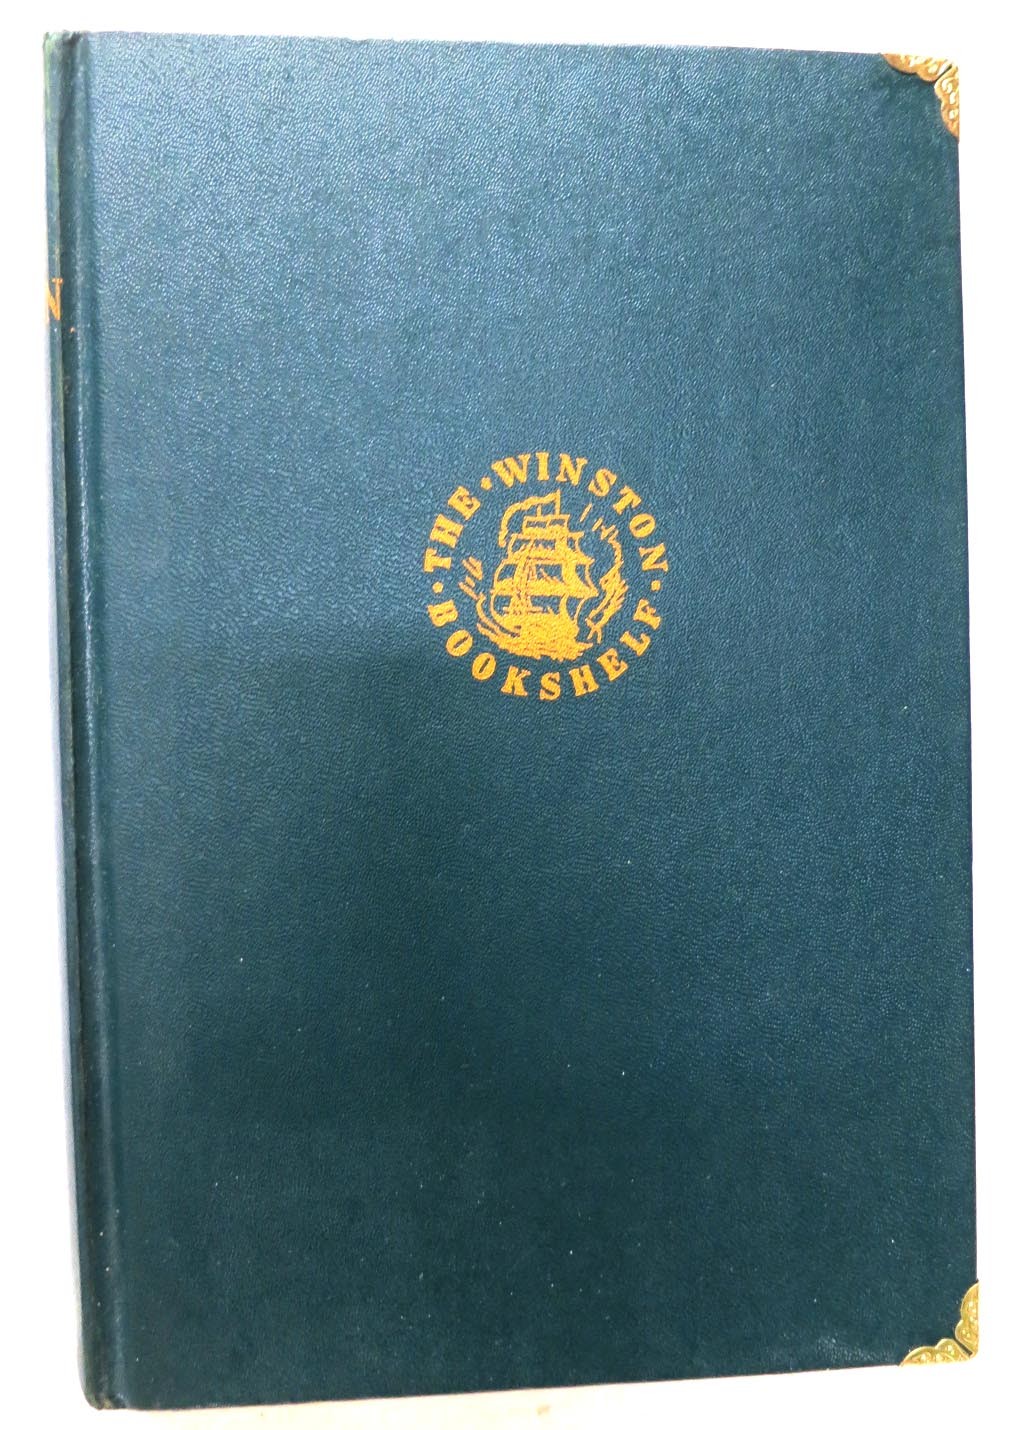 N
· THE · WINSTON ·
BOOKSHELF